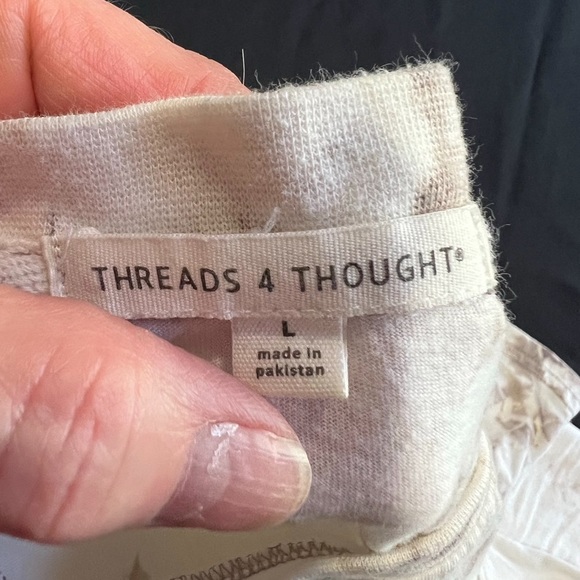 THREADS 4 THOUGHT®
L
made in
pakistan